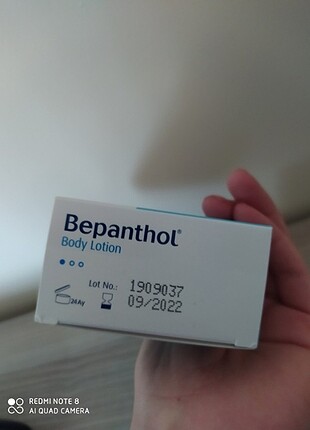 Bepanthol®
Body Lotion
Lot No.: 1909037
24Ay 09/2022
REDMI NOTE 8
AI QUAD CAMERA